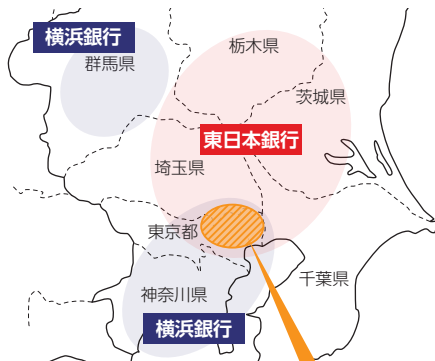 栃木県
横浜銀行
群馬県
茨城県
東日本銀行
埼玉県
東京都
千葉県
神奈川県
横浜銀行